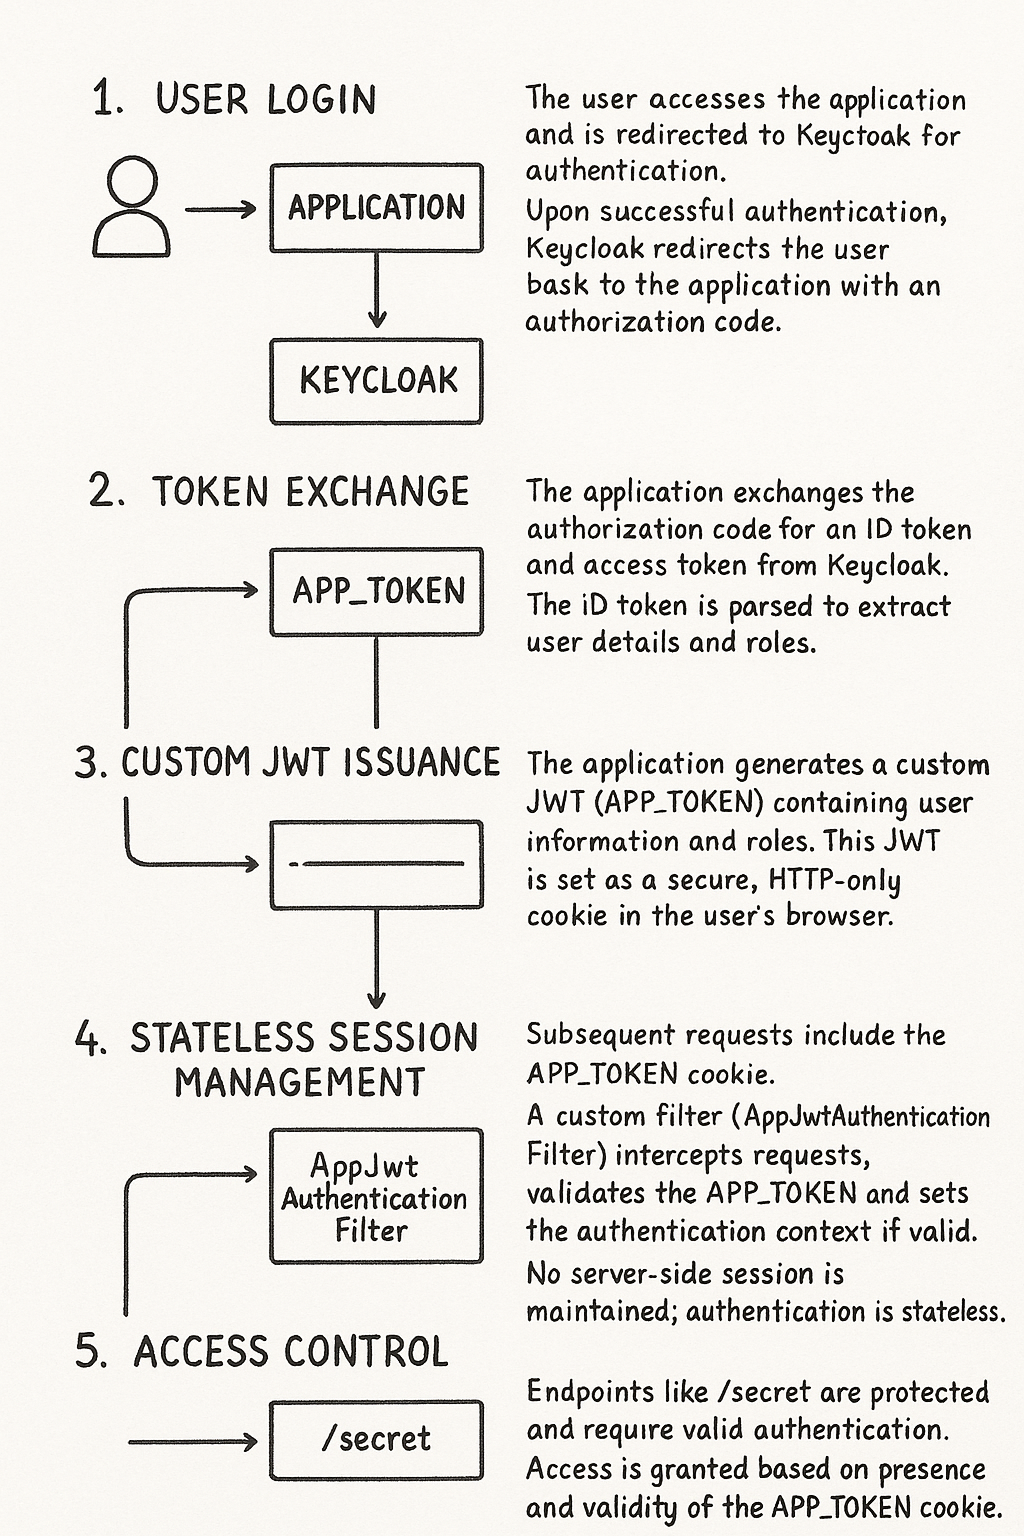 1. USER LOGIN
APPLICATION
KEYCLOAK
The user accesses the application
and is redirected to Keyctoak for
authentication.
Upon successful authentication,
Keycloak redirects the user
bask to the application with an
authorization code.
2. TOKEN EXCHANGE
APP_TOKEN
The application exchanges the
authorization code for an ID token
and access token from Keycloak.
The iD token is parsed to extract
user details and roles.
3. CUSTOM JWT ISSUANCE
The application generates a custom
JWT (APP_TOKEN) containing user
information and roles. This JWT
is set as a secure, HTTP-only
cookie in the user's browser.
4. STATELESS SESSION
MANAGEMENT
AppJwt
Authentication
Filter
Subsequent requests include the
APP_TOKEN cookie.
A custom filter (AppJwtAuthentication
Filter) intercepts requests,
validates the APP_TOKEN and sets
the authentication context if valid.
No server-side session is
maintained; authentication is stateless.
5. ACCESS CONTROL
/secret
Endpoints like /secret are protected
and require valid authentication.
Access is granted based on presence
and validity of the APP_TOKEN cookie.